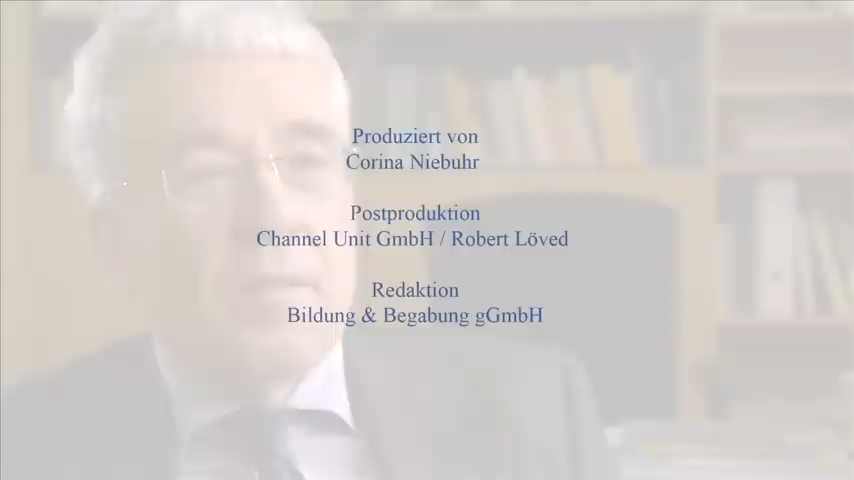 Produziert von
Corina Niebuhr
Postproduktion
Channel Unit GmbH / Robert Löved
Redaktion
Bildung & Begabung gGmbH